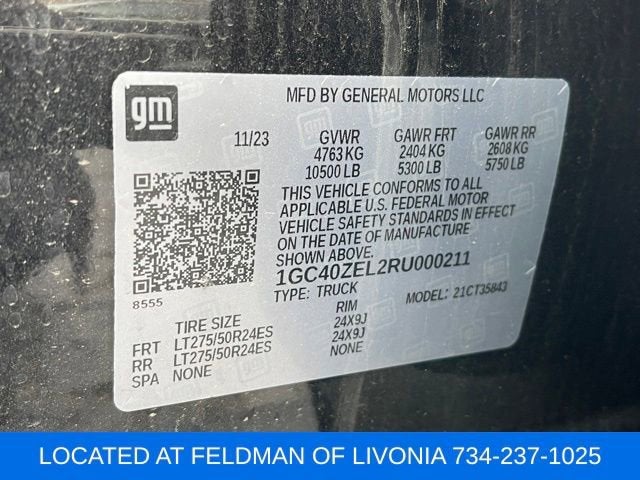 gm
MFD BY GENERAL MOTORS LLC
11/23 GVWR GAWR FRT GAWR RR
4763 KG 2404 KG 2608 KG
10500 LB 5300 LB 5750 LB
THIS VEHICLE CONFORMS TO ALL
APPLICABLE U.S. FEDERAL MOTOR
VEHICLE SAFETY STANDARDS IN EFFECT
ON THE DATE OF MANUFACTURE
1GC40ZEL2RU000211
8555 TYPE: TRUCK MODEL: 21CT35843
TIRE SIZE RIM
FRT LT275/50R24ES 24X9J
RR LT275/50R24ES 24X9J
SPA NONE NONE
LOCATED AT FELDMAN OF LIVONIA 734-237-1025